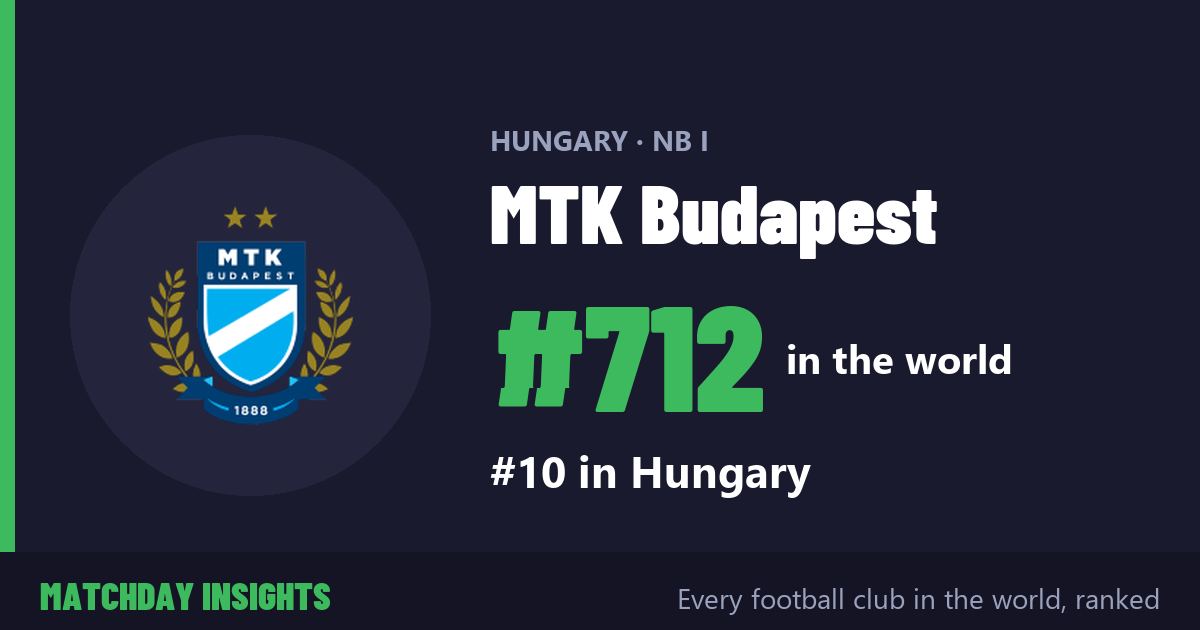 HUNGARY · NB I
MTK Budapest
#712 in the world
#10 in Hungary
MTK
BUDAPEST
1888
MATCHDAY INSIGHTS
Every football club in the world, ranked